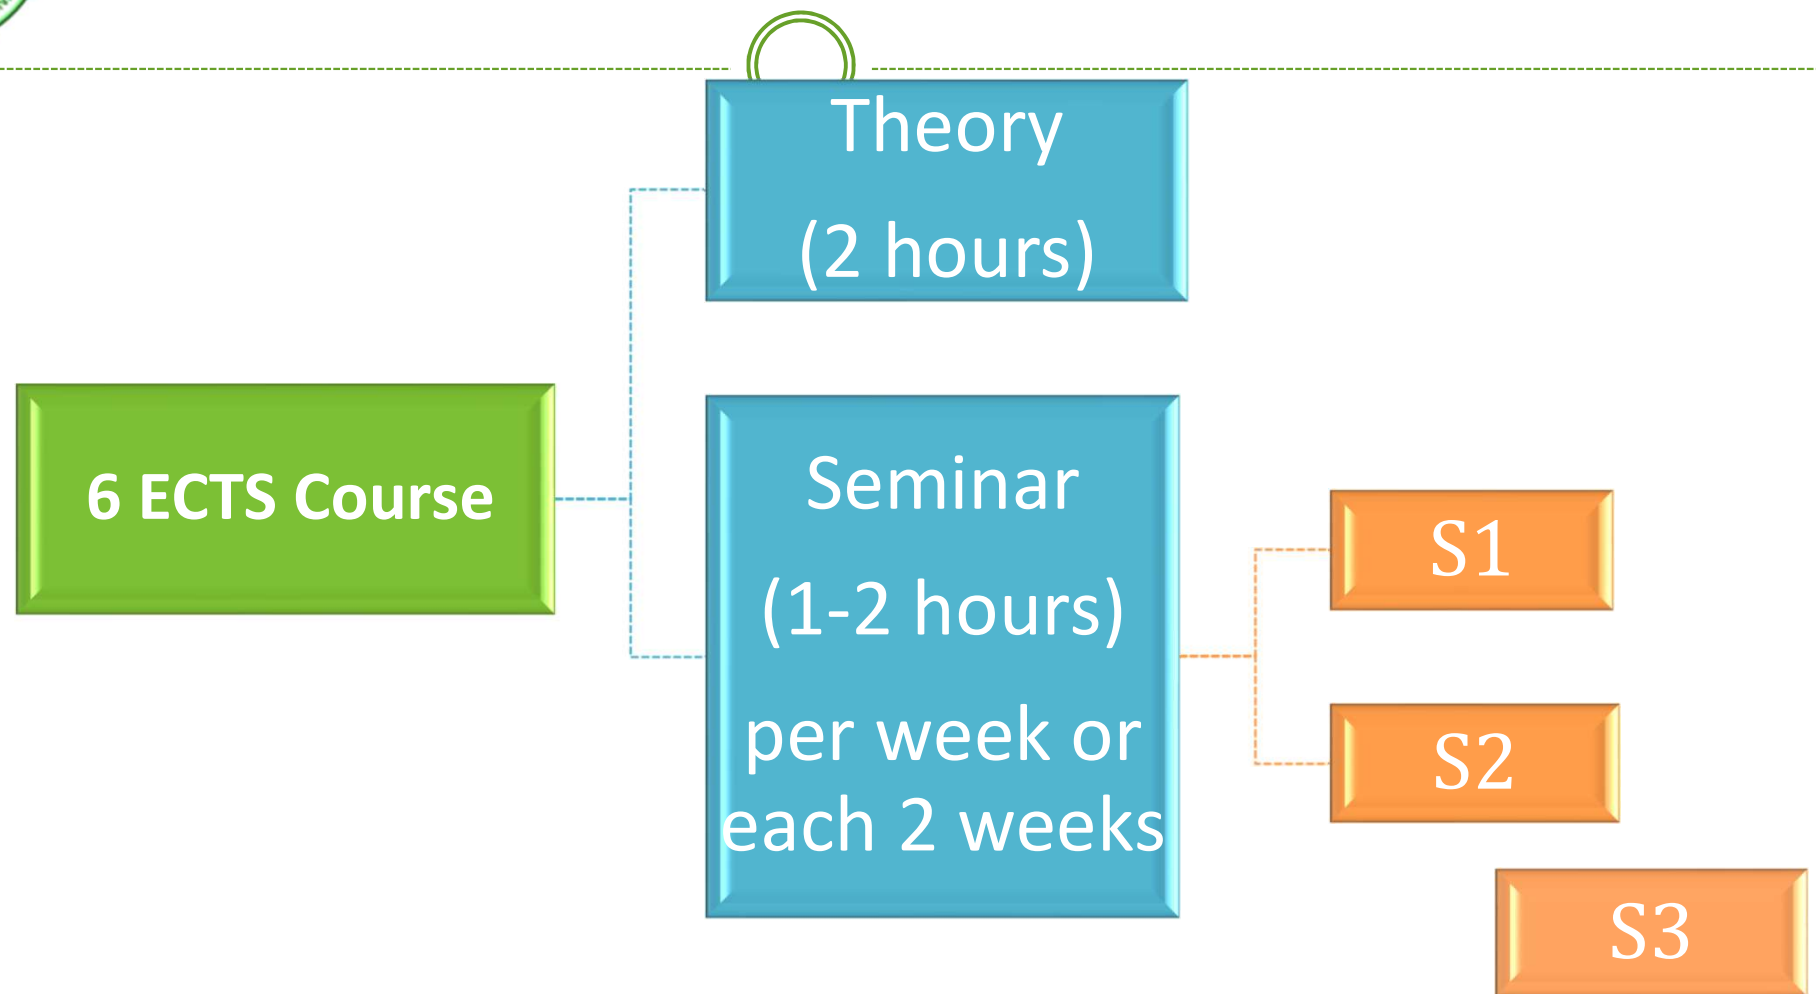 Theory
(2 hours)
6 ECTS Course
Seminar
(1-2 hours)
per week or
each 2 weeks
S1
S2
S3